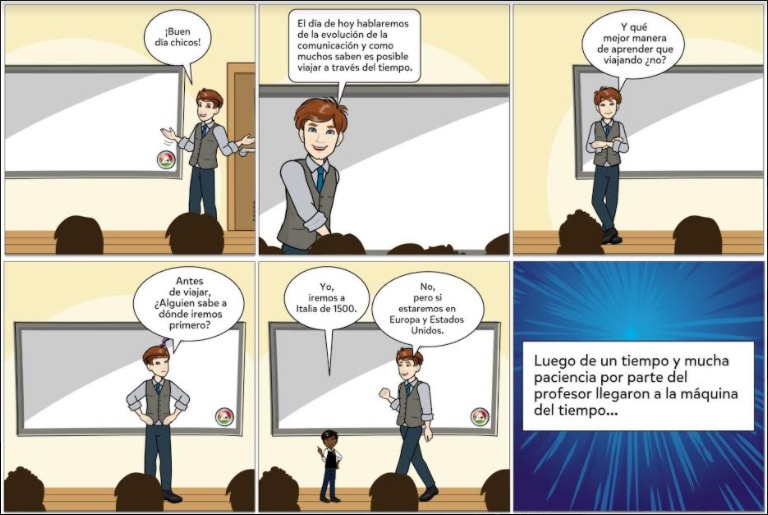 ¡Buen
día chicos!
El día de hoy hablaremos
de la evolución de la
comunicación y como
muchos saben es posible
viajar a través del tiempo.
Y qué
mejor manera
de aprender que
viajando ¿no?
Antes
de viajar,
¿Alguien sabe a
dónde iremos
primero?
Yo,
iremos a
Italia de 1500.
No,
pero si
estaremos en
Europa y Estados
Unidos.
Luego de un tiempo y mucha
paciencia por parte del
profesor llegaron a la máquina
del tiempo...